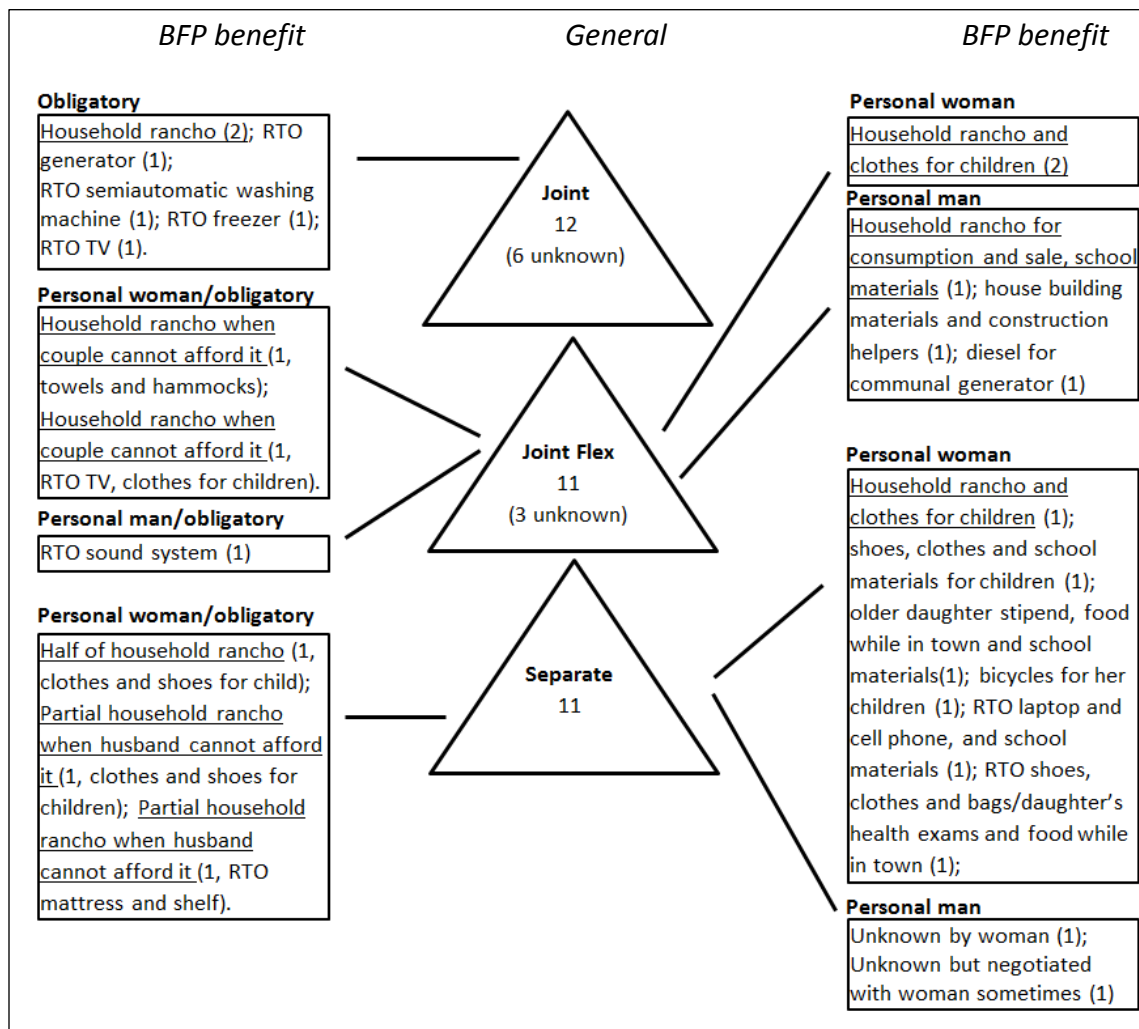 BFP benefit
General
BFP benefit
Obligatory
Household rancho (2); RTO
generator (1);
RTO semiautomatic washing
machine (1); RTO freezer (1);
RTO TV (1).
Personal woman/obligatory
Household rancho when
couple cannot afford it (1,
towels and hammocks);
Household rancho when
couple cannot afford it (1,
RTO TV, clothes for children).
Personal man/obligatory
RTO sound system (1)
Personal woman/obligatory
Half of household rancho (1,
clothes and shoes for child);
Partial household rancho
when husband cannot afford
it (1, clothes and shoes for
children); Partial household
rancho when husband
cannot afford it (1, RTO
mattress and shelf).
Joint
12
(6 unknown)
Joint Flex
11
(3 unknown)
Separate
11
Personal woman
Household rancho and
clothes for children (2)
Personal man
Household rancho for
consumption and sale, school
materials (1); house building
materials and construction
helpers (1); diesel for
communal generator (1)
Personal woman
Household rancho and
clothes for children (1);
shoes, clothes and school
materials for children (1);
older daughter stipend, food
while in town and school
materials(1); bicycles for her
children (1); RTO laptop and
cell phone, and school
materials (1); RTO shoes,
clothes and bags/daughter’s
health exams and food while
in town (1);
Personal man
Unknown by woman (1);
Unknown but negotiated
with woman sometimes (1)